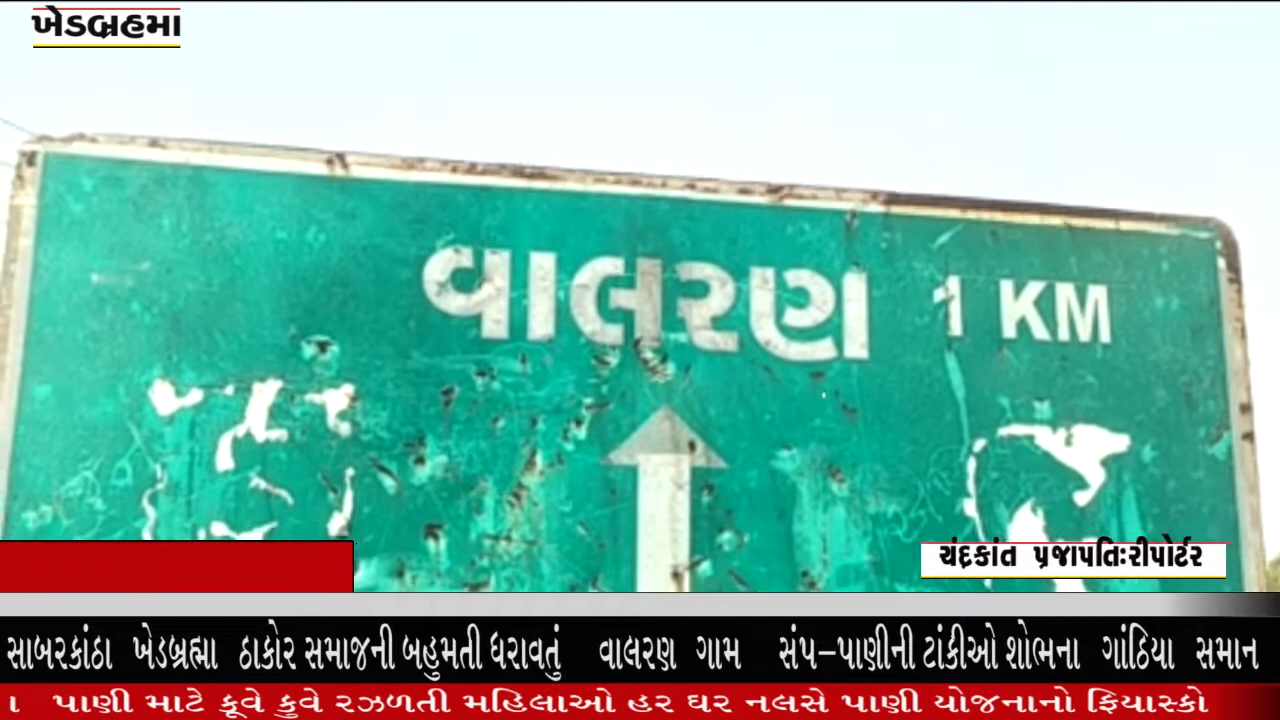 ખેડબ્રહમા
વાલરણ 1 KM
ચંદ્રકાંત પ્રજાપતિઃરીપોર્ટર
સાબરકાંઠા ખેડબ્રહ્મા ઠાકોર સમાજની બહુમતી ધરાવતું વાલરણ ગામ સંપ-પાણીની ટાંકીઓ શોભના ગાંઠિયા સમાન
પાણી માટે કૂવે કુવે રઝળતી મહિલાઓ હર ઘર નલસે પાણી યોજનાનો ફિયાસ્કો